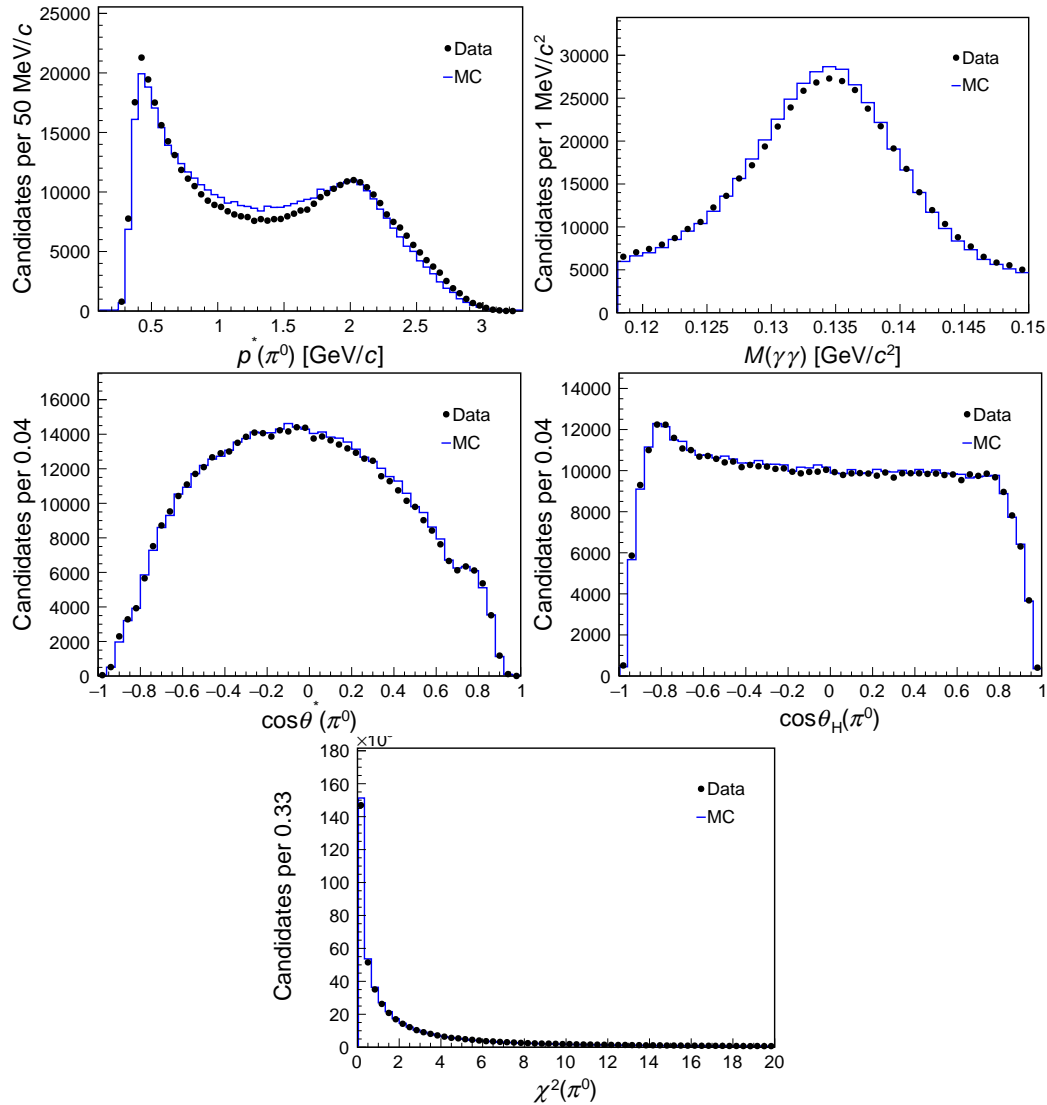 Candidates per 50 MeV/c
25000
20000
15000
10000
5000
0
Data
MC
0.5 1 1.5 2 2.5 3
p*(π⁰) [GeV/c]
Candidates per 1 MeV/c²
30000
25000
20000
15000
10000
5000
0
Data
MC
0.12 0.125 0.13 0.135 0.14 0.145 0.15
M(γγ) [GeV/c²]
Candidates per 0.04
16000
14000
12000
10000
8000
6000
4000
2000
0
Data
MC
−1 −0.8 −0.6 −0.4 −0.2 0 0.2 0.4 0.6 0.8 1
cosθ*(π⁰)
Candidates per 0.04
14000
12000
10000
8000
6000
4000
2000
0
Data
MC
−1 −0.8 −0.6 −0.4 −0.2 0 0.2 0.4 0.6 0.8 1
cosθ_H(π⁰)
Candidates per 0.33
180
160
140
120
100
80
60
40
20
0
Data
MC
0 2 4 6 8 10 12 14 16 18 20
χ²(π⁰)